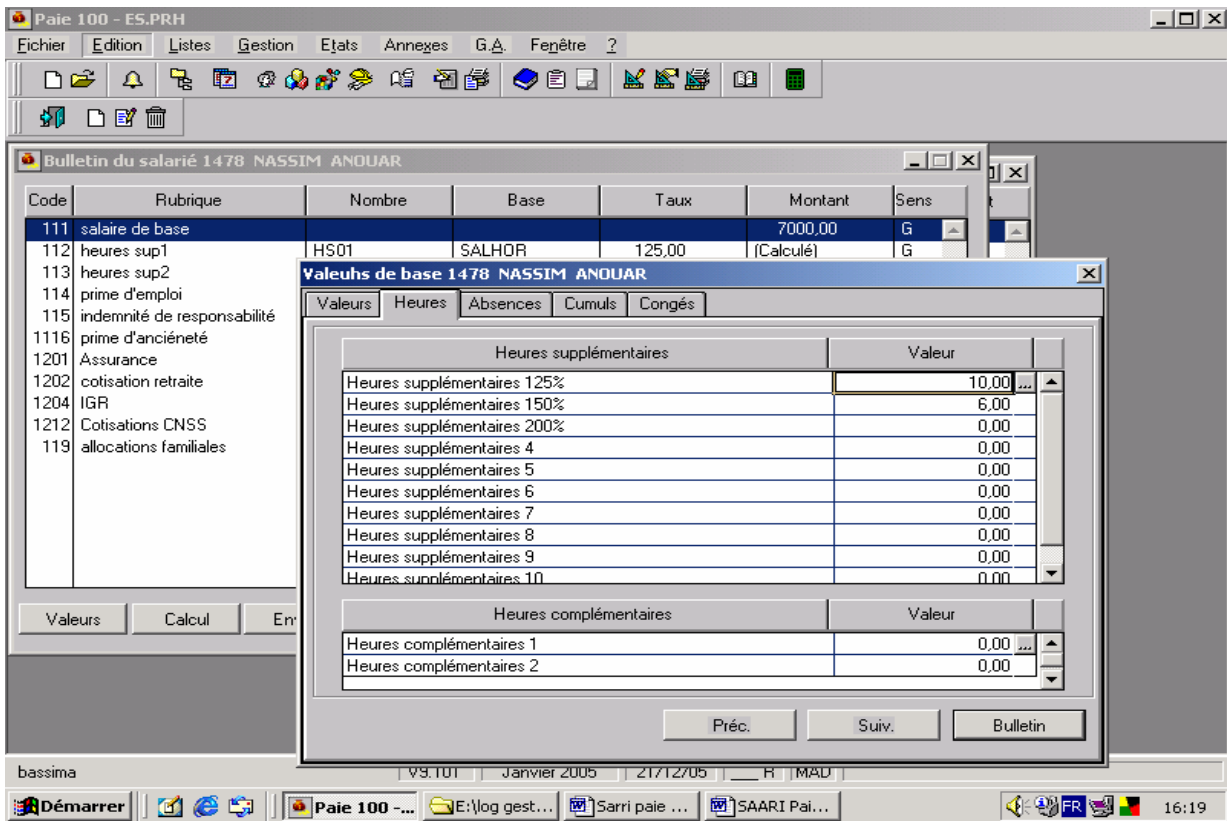 Paie 100 - ES.PRH
Fichier Edition Listes Gestion Etats Annexes G.A. Fenêtre ?
Bulletin du salarié 1478 NASSIM ANOUAR
Code Rubrique Nombre Base Taux Montant Sens
111 salaire de base 7000,00 G
112 heures sup1 HS01 SALHOR 125,00 (Calculé) G
113 heures sup2
114 prime d'emploi
115 indemnité de responsabilité
1116 prime d'anciéneté
1201 Assurance
1202 cotisation retraite
1204 IGR
1212 Cotisations CNSS
119 allocations familiales
Valeurs Calcul
Valeuhs de base 1478 NASSIM ANOUAR
Valeurs Heures Absences Cumuls Congés
Heures supplémentaires Valeur
Heures supplémentaires 125% 10,00 ...
Heures supplémentaires 150% 6,00
Heures supplémentaires 200% 0,00
Heures supplémentaires 4 0,00
Heures supplémentaires 5 0,00
Heures supplémentaires 6 0,00
Heures supplémentaires 7 0,00
Heures supplémentaires 8 0,00
Heures supplémentaires 9 0,00
Heures supplémentaires 10 0,00
Heures complémentaires Valeur
Heures complémentaires 1 0,00 ...
Heures complémentaires 2 0,00
Préc. Suiv. Bulletin
bassima V9.101 Janvier 2005 21/12/05 ___ R MAD
Démarrer Paie 100 -... E:\log gest... Sarri paie ... SAARI Pai... FR 16:19